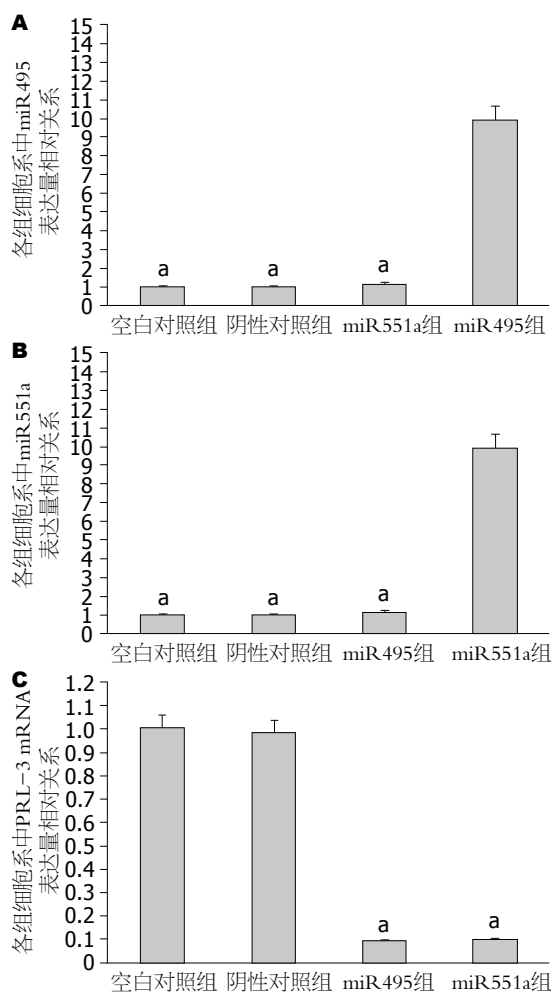 A
各组细胞系中miR495
表达量相对关系
15
14
13
12
11
10
9
8
7
6
5
4
3
2
1
0
a
a
a
空白对照组 阴性对照组 miR551a组 miR495组
B
各组细胞系中miR551a
表达量相对关系
15
14
13
12
11
10
9
8
7
6
5
4
3
2
1
0
a
a
a
空白对照组 阴性对照组 miR495组 miR551a组
C
各组细胞系中PRL-3 mRNA
表达量相对关系
1.2
1.1
1.0
0.9
0.8
0.7
0.6
0.5
0.4
0.3
0.2
0.1
0
a
a
空白对照组 阴性对照组 miR495组 miR551a组